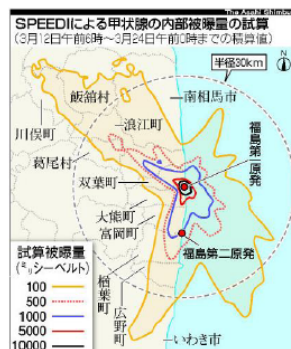 The Asahi Shimbun
SPEEDIによる甲状腺の内部被曝量の試算
(3月12日午前6時～3月24日午前0時までの積算値)
半径30km
飯舘村
南相馬市
川俣町
浪江町
葛尾村
福島第一原発
双葉町
大熊町
富岡町
福島第二原発
楢葉町
広野町
いわき市
試算被曝量
(ミリシーベルト)
100
500
1000
5000
10000